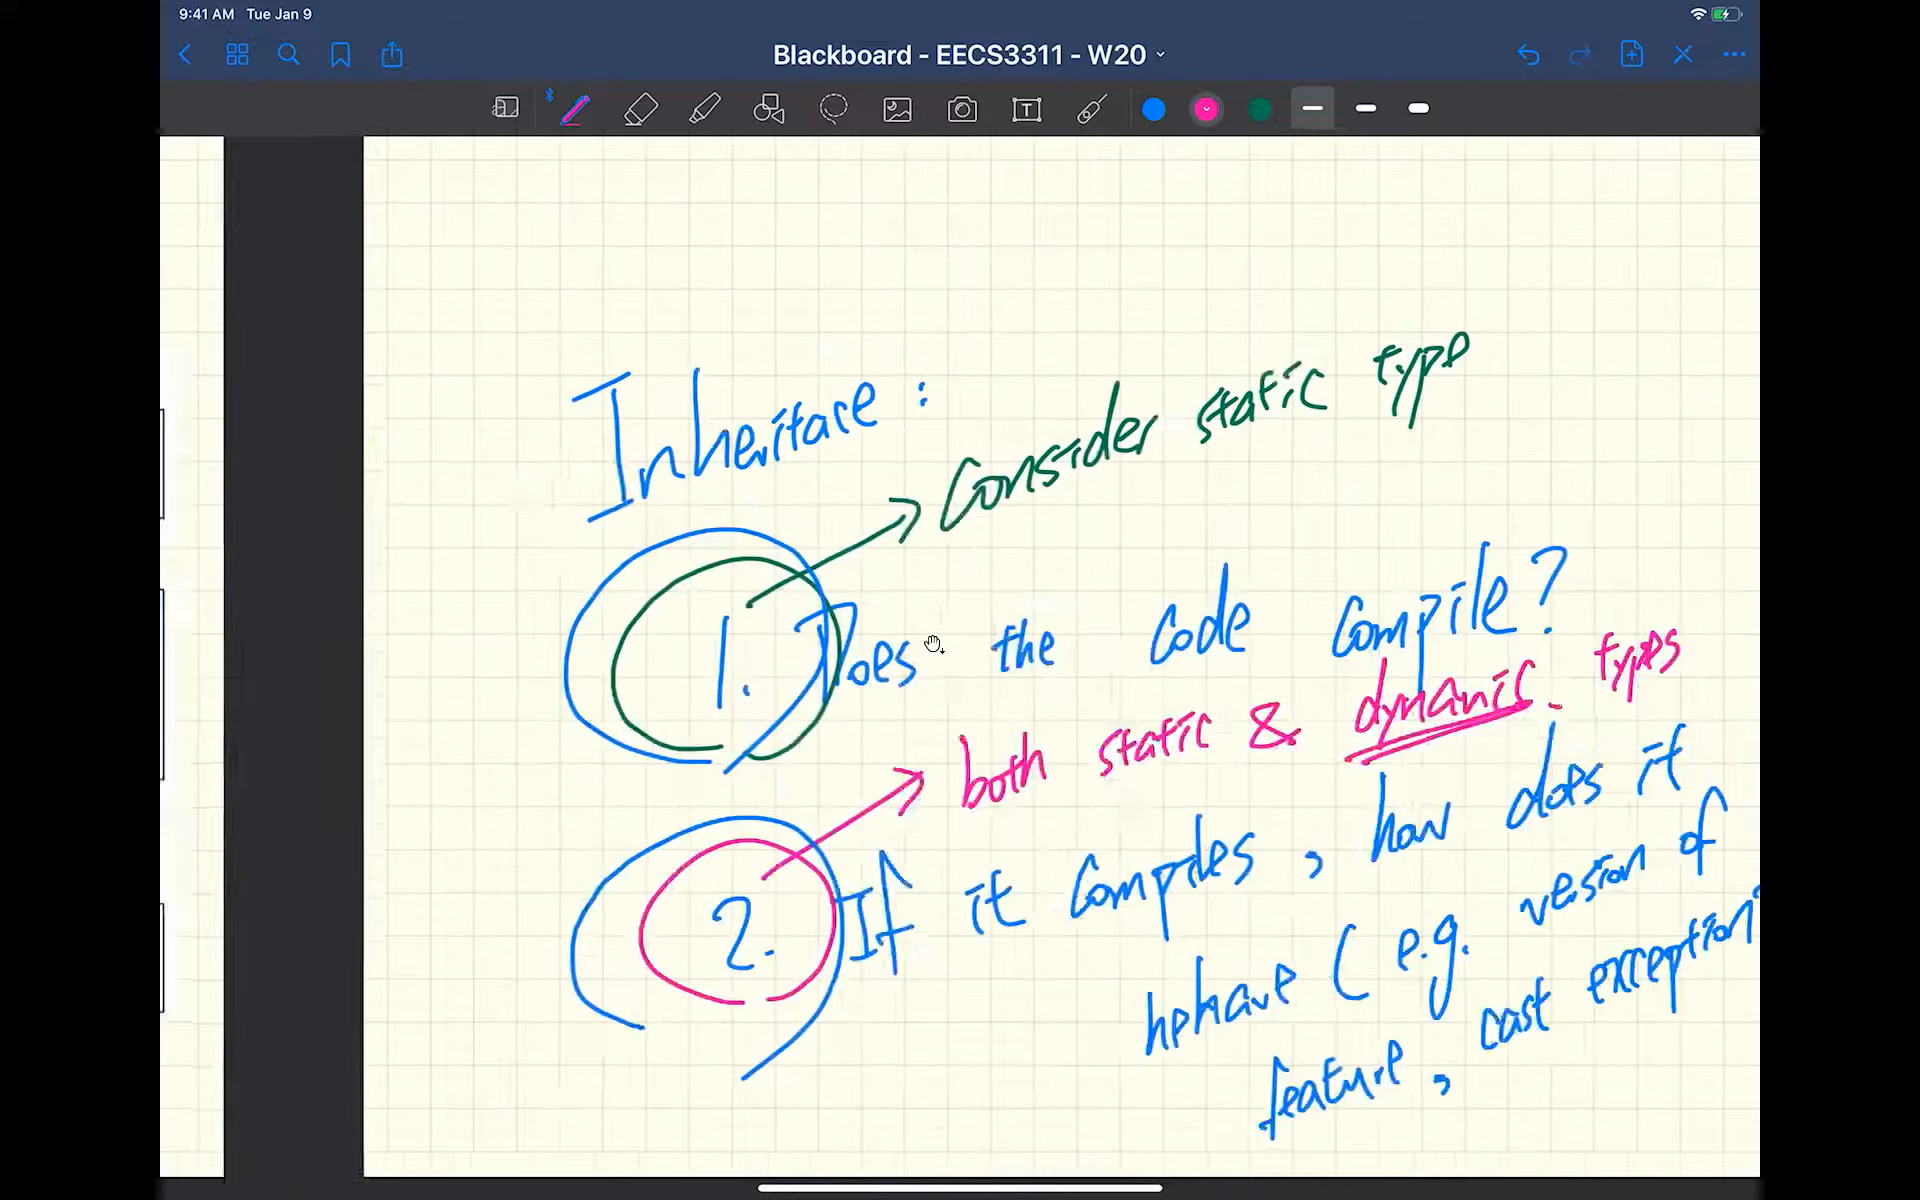 9:41 AM Tue Jan 9
Blackboard - EECS3311 - W20
T
Inheritace :
Consider static type
1. Does the code compile?
both static & dynamic types
2. If it compiles, how does it
behave ( e.g. version of
feature, cast exception